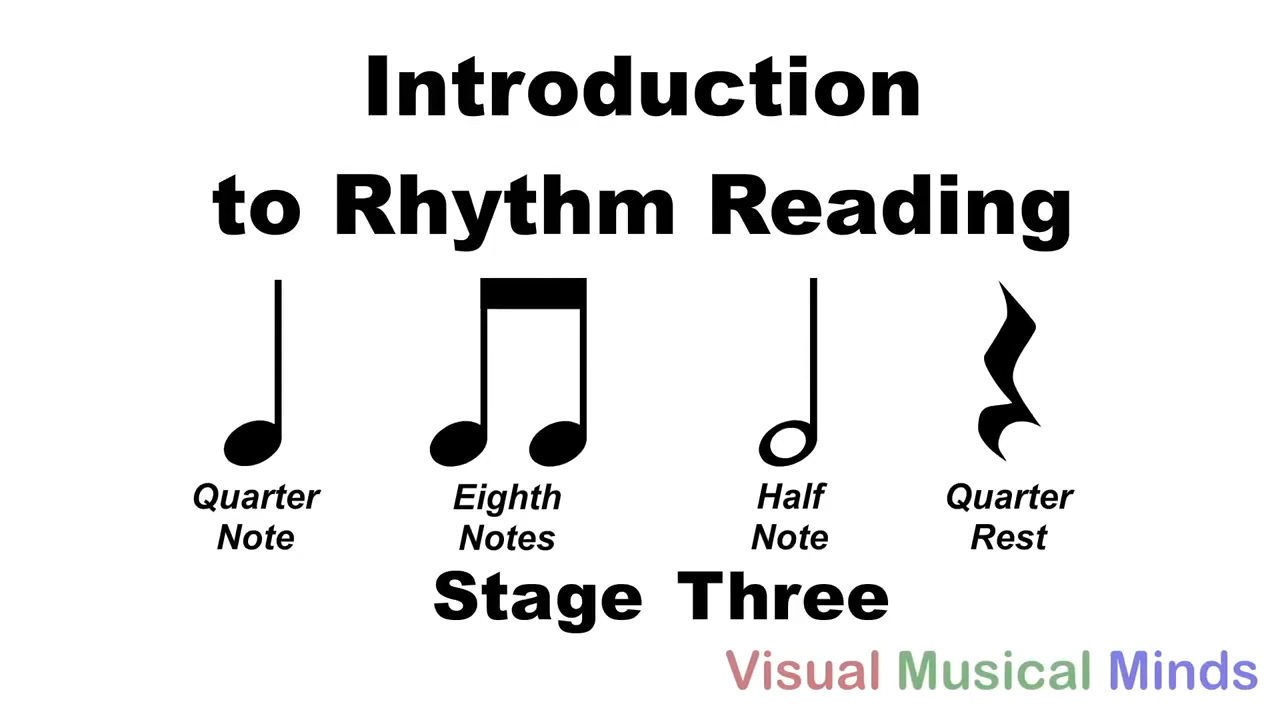 Introduction
to Rhythm Reading
Quarter
Note
Eighth
Notes
Half
Note
Quarter
Rest
Stage Three
Visual Musical Minds